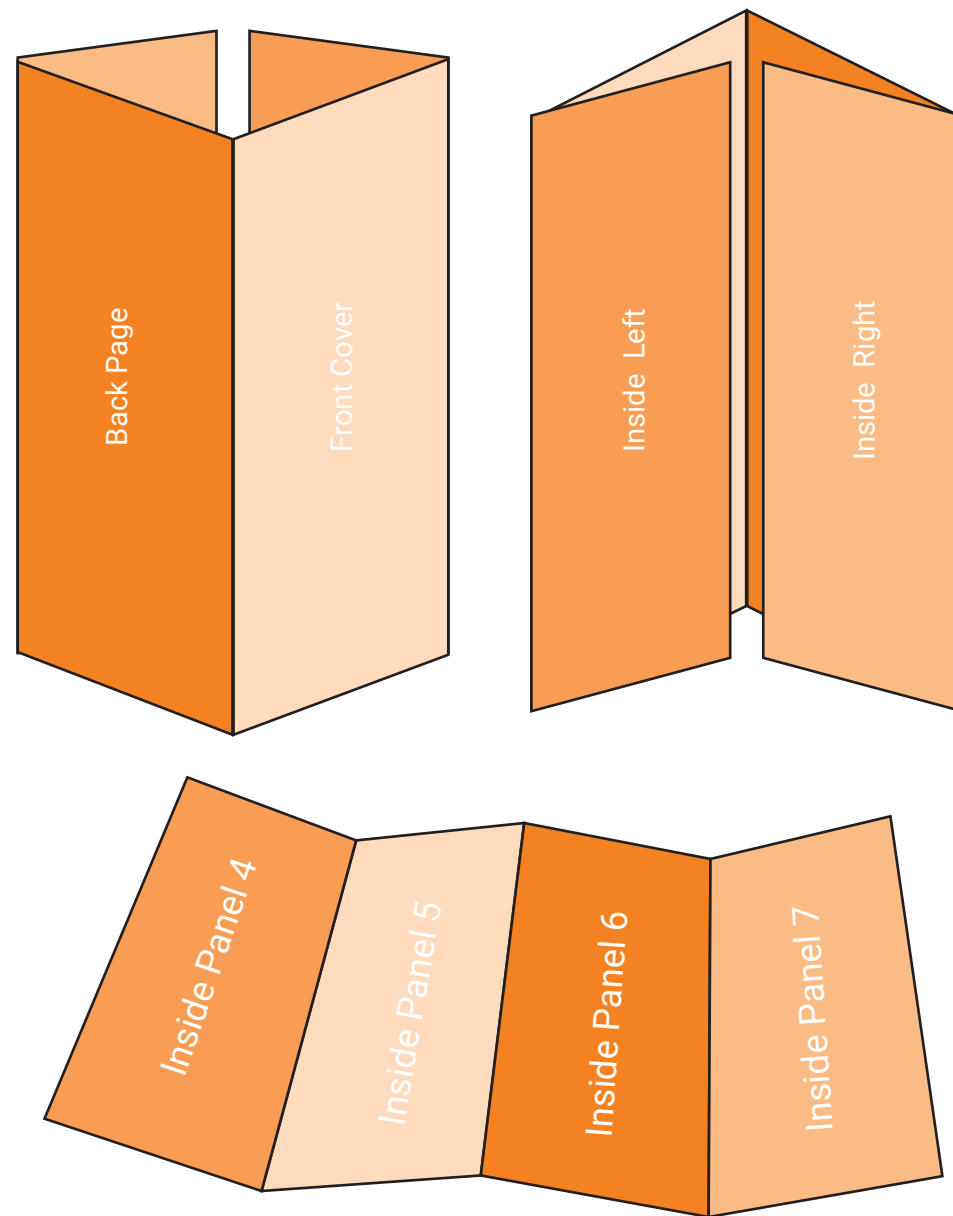 Back Page
Front Cover
Inside Left
Inside Right
Inside Panel 4
Inside Panel 5
Inside Panel 6
Inside Panel 7